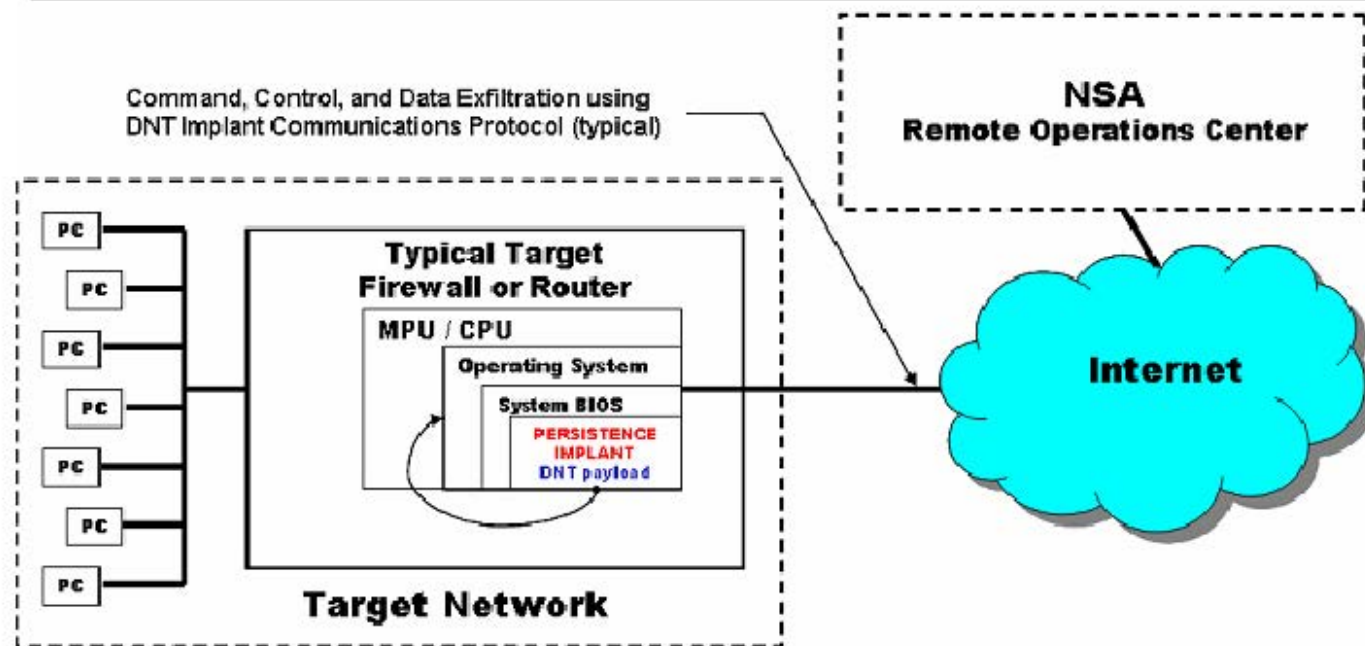 Command, Control, and Data Exfiltration using
DNT Implant Communications Protocol (typical)
NSA
Remote Operations Center
PC
PC
PC
PC
PC
PC
PC
Typical Target
Firewall or Router
MPU / CPU
Operating System
System BIOS
PERSISTENCE
IMPLANT
DNT payload
Internet
Target Network